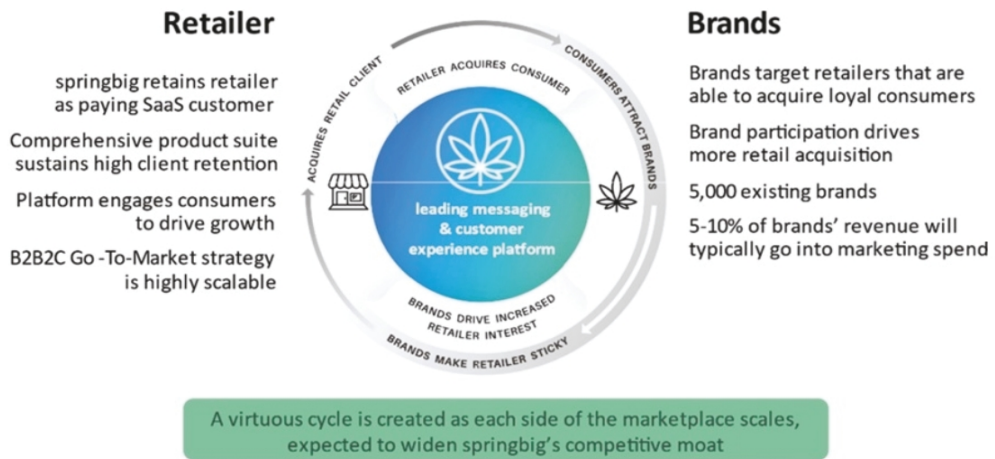 Retailer
springbig retains retailer
as paying SaaS customer
Comprehensive product suite
sustains high client retention
Platform engages consumers
to drive growth
B2B2C Go -To-Market strategy
is highly scalable
ACQUIRES RETAIL CLIENT
RETAILER ACQUIRES CONSUMER
CONSUMERS ATTRACT BRANDS
leading messaging
& customer
experience platform
BRANDS DRIVE INCREASED
RETAILER INTEREST
BRANDS MAKE RETAILER STICKY
Brands
Brands target retailers that are
able to acquire loyal consumers
Brand participation drives
more retail acquisition
5,000 existing brands
5-10% of brands’ revenue will
typically go into marketing spend
A virtuous cycle is created as each side of the marketplace scales,
expected to widen springbig’s competitive moat